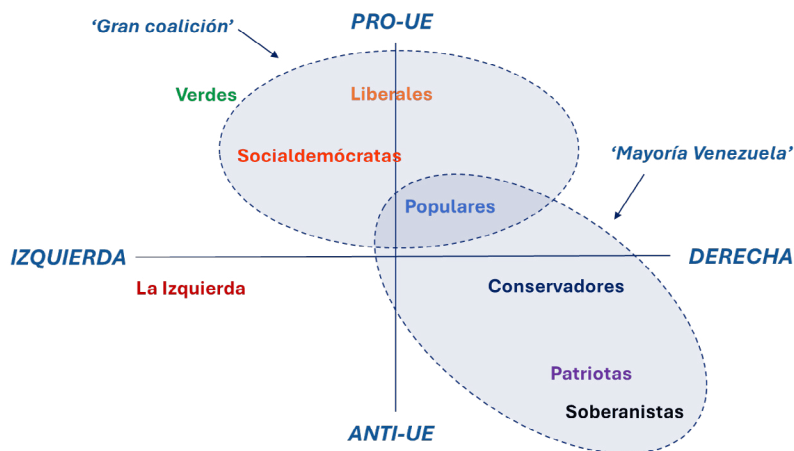 PRO-UE
‘Gran coalición’
Verdes
Liberales
Socialdemócratas
‘Mayoría Venezuela’
Populares
IZQUIERDA
DERECHA
La Izquierda
Conservadores
Patriotas
Soberanistas
ANTI-UE